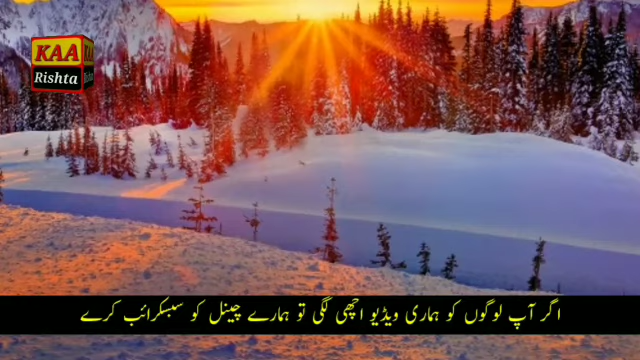 KAA
Rishta
اگر آپ لوگوں کو ہماری ویڈیو اچھی لگی تو ہمارے چینل کو سبسکرائب کرے